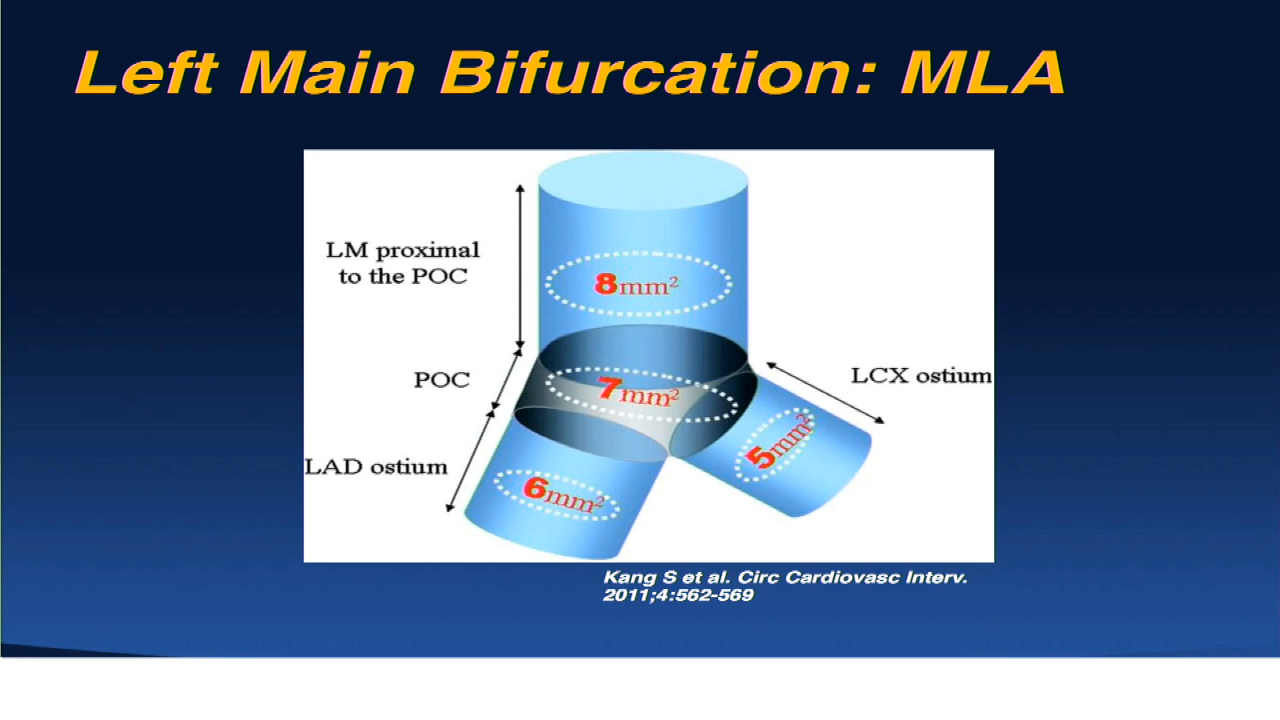 Left Main Bifurcation: MLA
LM proximal
to the POC
8mm²
POC
7mm²
LCX ostium
LAD ostium
5mm²
6mm²
Kang S et al. Circ Cardiovasc Interv.
2011;4:562-569